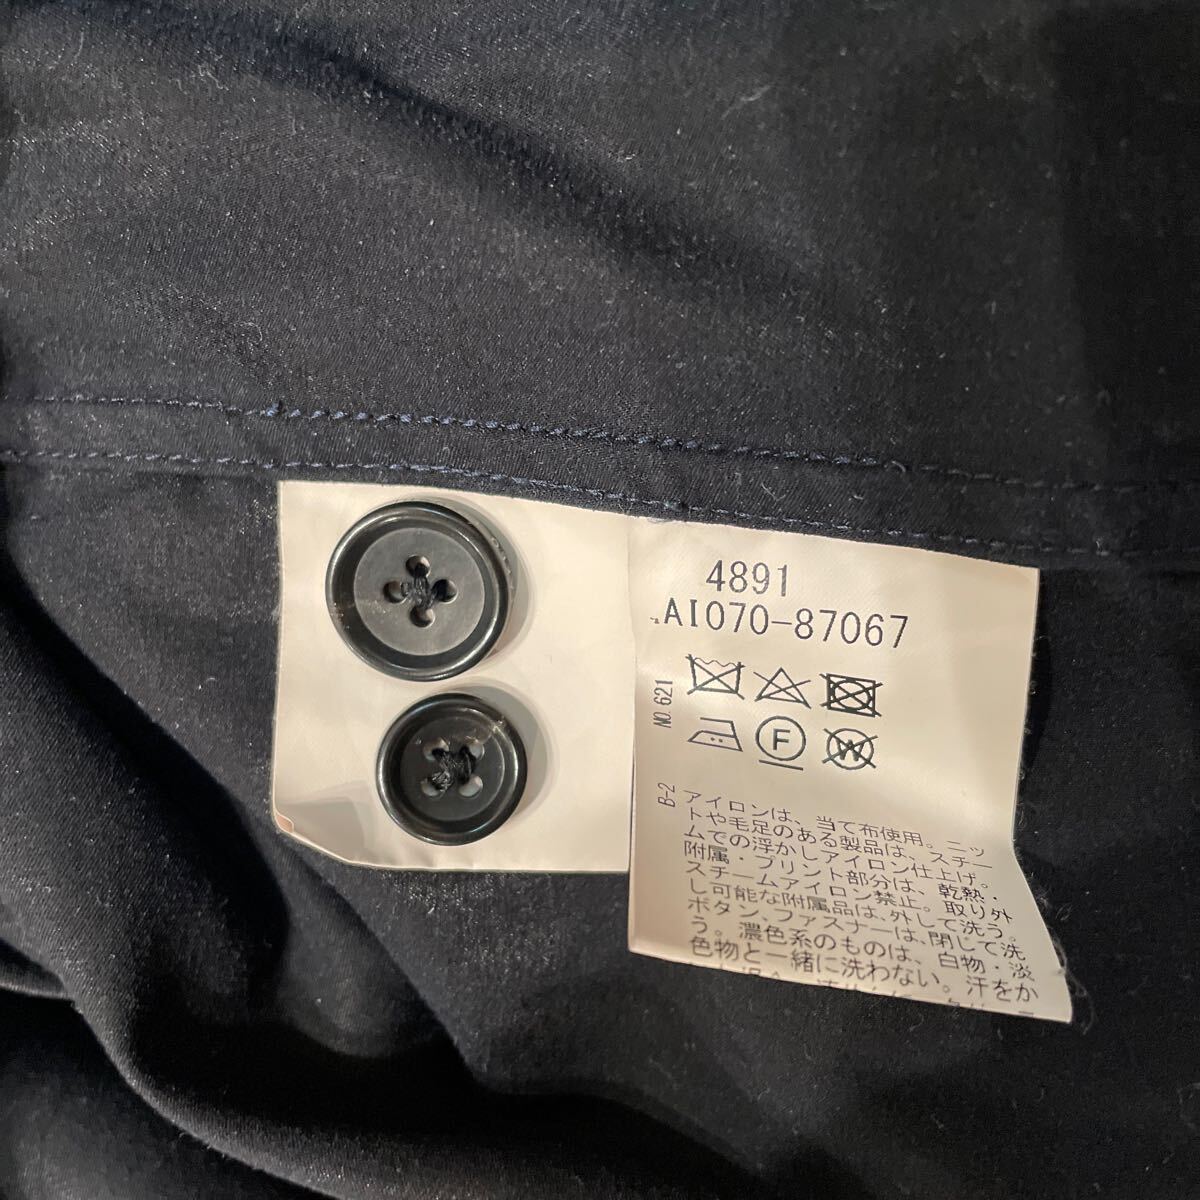 4891
AI070-87067
NO.621
F
W
B-2
アイロンは、当て布使用。ニッ
トや毛足のある製品は、スチー
ムでの浮かしアイロン仕上げ。
附属・プリント部分は、乾熱・
スチームアイロン禁止。取り外
し可能な附属品は、外して洗う。
ボタン、ファスナーは、閉じて洗
う。濃色系のものは、白物・淡
色物と一緒に洗わない。汗をか